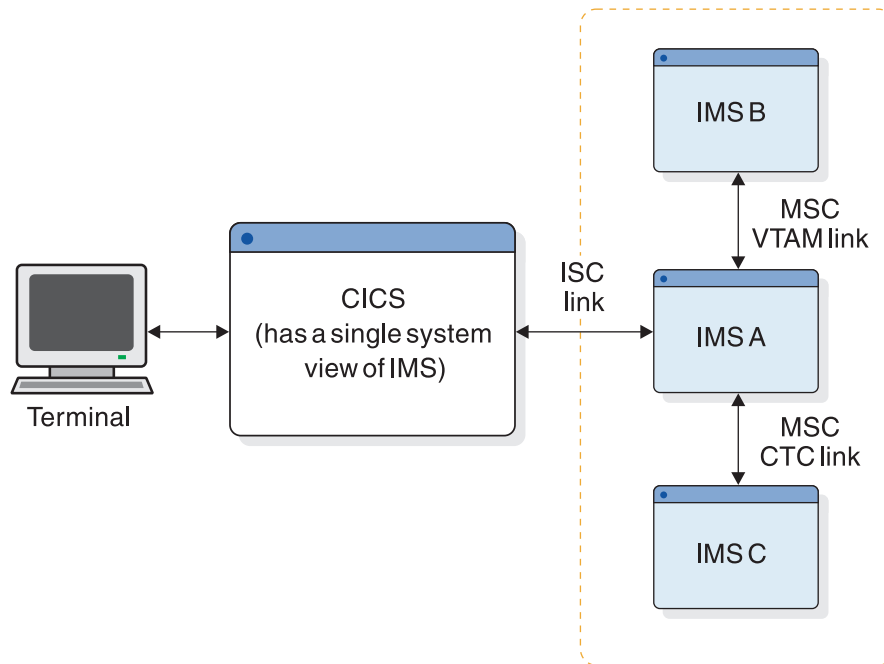 Terminal
CICS
(has a single system
view of IMS)
ISC
link
IMS B
MSC
VTAM link
IMS A
MSC
CTC link
IMS C